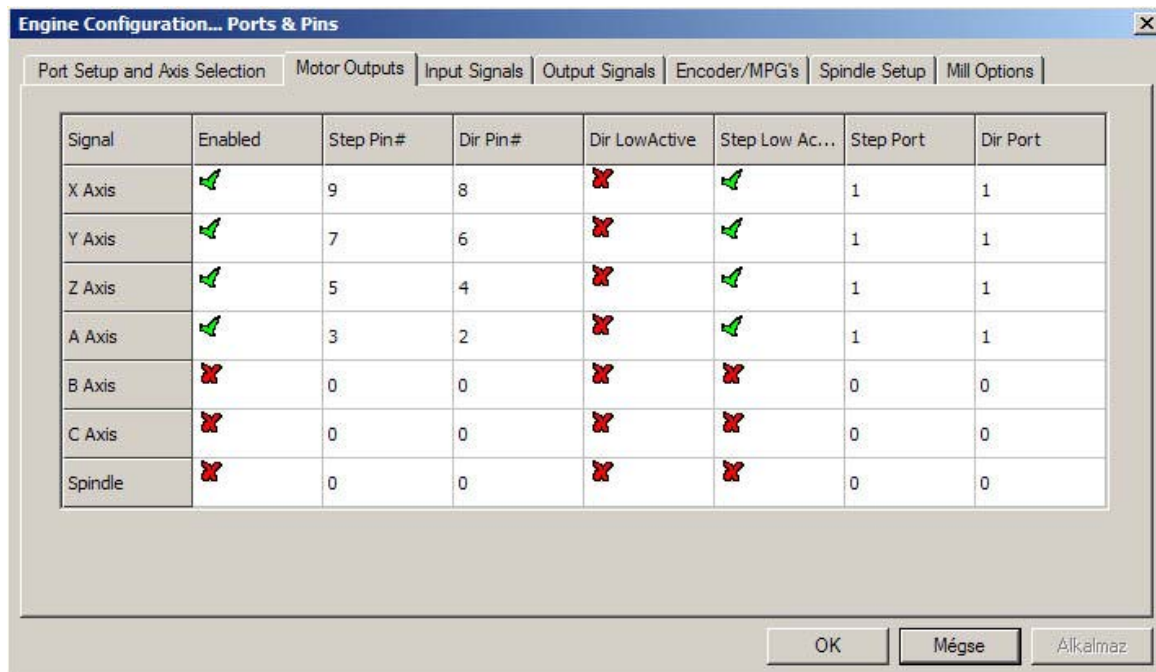 Engine Configuration... Ports & Pins
Port Setup and Axis Selection Motor Outputs Input Signals Output Signals Encoder/MPG's Spindle Setup Mill Options
Signal Enabled Step Pin# Dir Pin# Dir LowActive Step Low Ac... Step Port Dir Port
X Axis 9 8 1 1
Y Axis 7 6 1 1
Z Axis 5 4 1 1
A Axis 3 2 1 1
B Axis 0 0 0 0
C Axis 0 0 0 0
Spindle 0 0 0 0
OK Mégse Alkalmaz